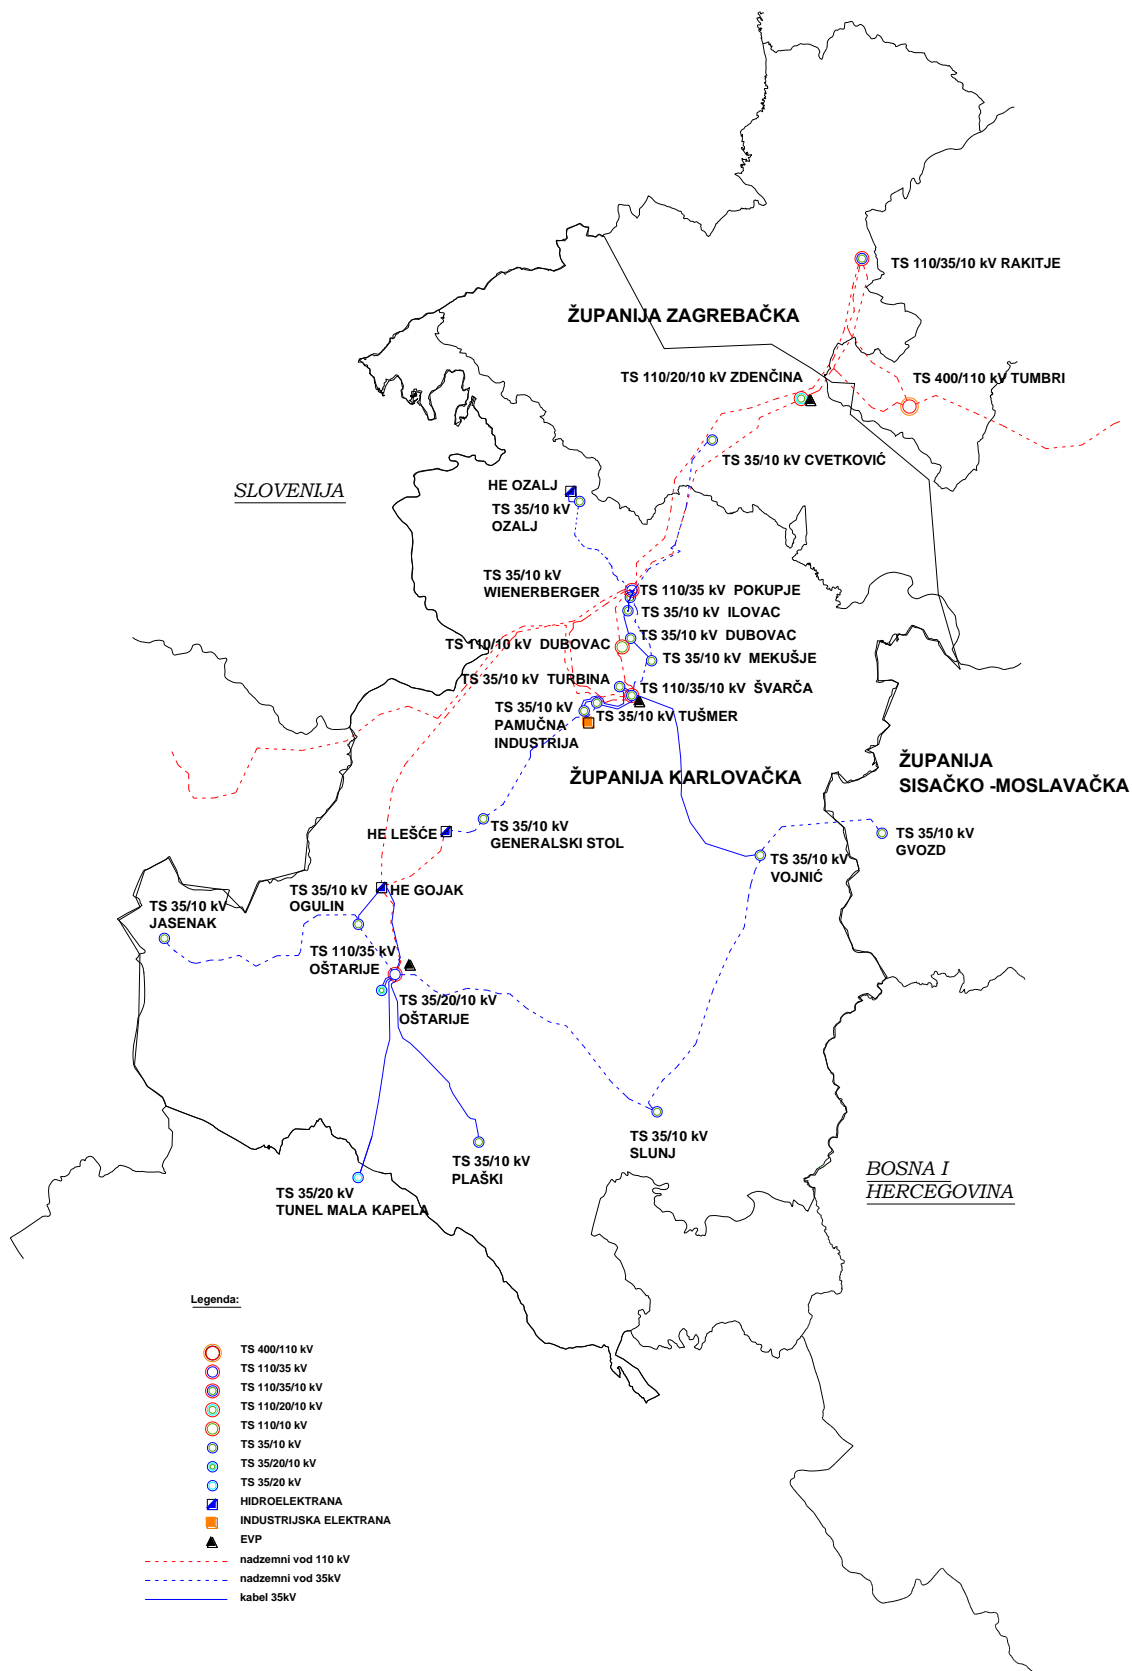 TS 110/35/10 kV RAKITJE
ŽUPANIJA ZAGREBAČKA
TS 110/20/10 kV ZDENČINA
TS 400/110 kV TUMBRI
TS 35/10 kV CVETKOVIĆ
SLOVENIJA
HE OZALJ
TS 35/10 kV
OZALJ
TS 35/10 kV
WIENERBERGER
TS 110/35 kV POKUPJE
TS 35/10 kV ILOVAC
TS 35/10 kV DUBOVAC
TS 110/10 kV DUBOVAC
TS 35/10 kV MEKUŠJE
TS 35/10 kV TURBINA
TS 110/35/10 kV ŠVARČA
TS 35/10 kV
PAMUČNA
INDUSTRIJA
TS 35/10 kV TUŠMER
ŽUPANIJA KARLOVAČKA
ŽUPANIJA
SISAČKO -MOSLAVAČKA
TS 35/10 kV
GENERALSKI STOL
HE LEŠĆE
TS 35/10 kV
GVOZD
TS 35/10 kV
VOJNIĆ
TS 35/10 kV
OGULIN
HE GOJAK
TS 35/10 kV
JASENAK
TS 110/35 kV
OŠTARIJE
TS 35/20/10 kV
OŠTARIJE
TS 35/10 kV
SLUNJ
TS 35/10 kV
PLAŠKI
TS 35/20 kV
TUNEL MALA KAPELA
BOSNA I
HERCEGOVINA
Legenda:
TS 400/110 kV
TS 110/35 kV
TS 110/35/10 kV
TS 110/20/10 kV
TS 110/10 kV
TS 35/10 kV
TS 35/20/10 kV
TS 35/20 kV
HIDROELEKTRANA
INDUSTRIJSKA ELEKTRANA
EVP
nadzemni vod 110 kV
nadzemni vod 35kV
kabel 35kV